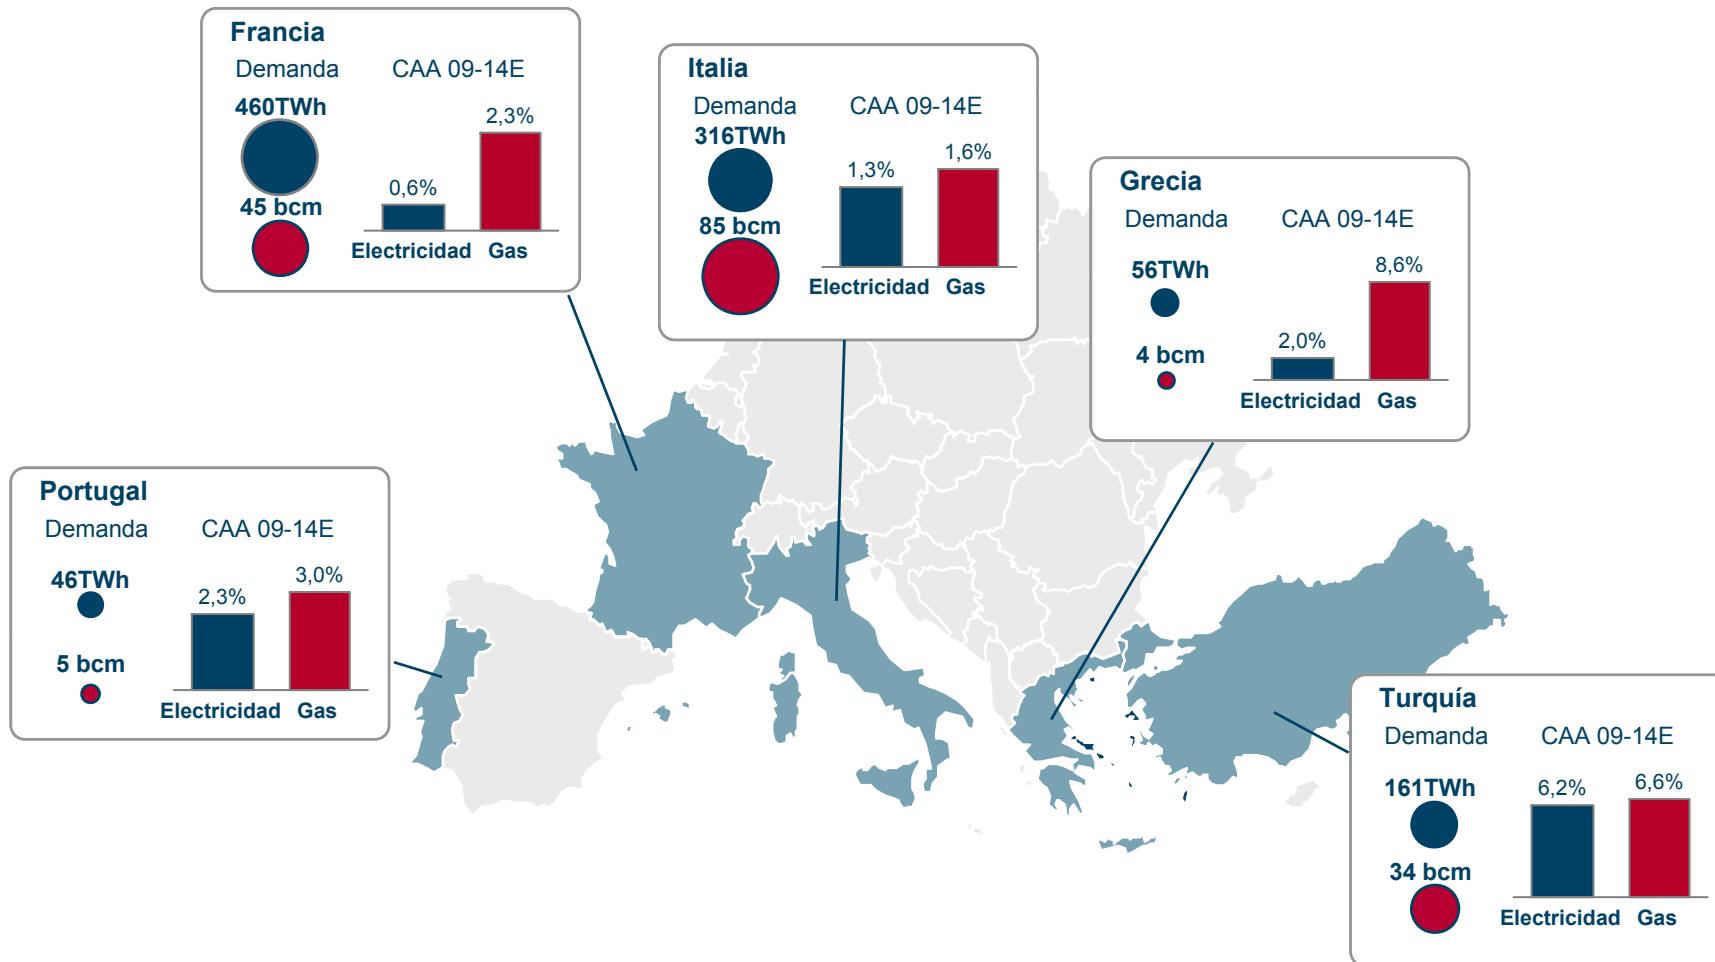 Francia
Demanda CAA 09-14E
460TWh
2,3%
0,6%
45 bcm
Electricidad Gas
Italia
Demanda CAA 09-14E
316TWh
1,3% 1,6%
85 bcm
Electricidad Gas
Grecia
Demanda CAA 09-14E
56TWh
8,6%
2,0%
4 bcm
Electricidad Gas
Portugal
Demanda CAA 09-14E
46TWh
2,3% 3,0%
5 bcm
Electricidad Gas
Turquía
Demanda CAA 09-14E
161TWh
6,2% 6,6%
34 bcm
Electricidad Gas